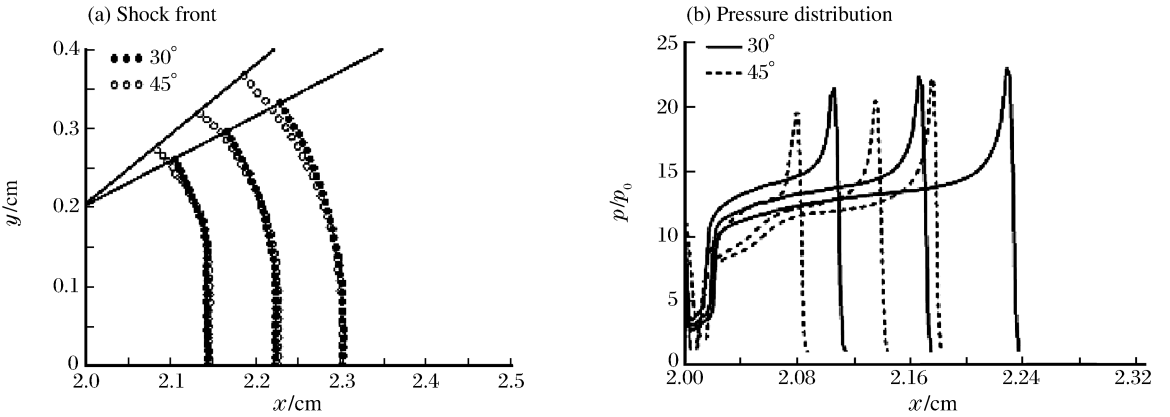 (a) Shock front
0.4
30°
45°
0.3
y/cm
0.2
0.1
0
2.0 2.1 2.2 2.3 2.4 2.5
x/cm
(b) Pressure distribution
25
30°
45°
20
15
p/p₀
10
5
0
2.00 2.08 2.16 2.24 2.32
x/cm